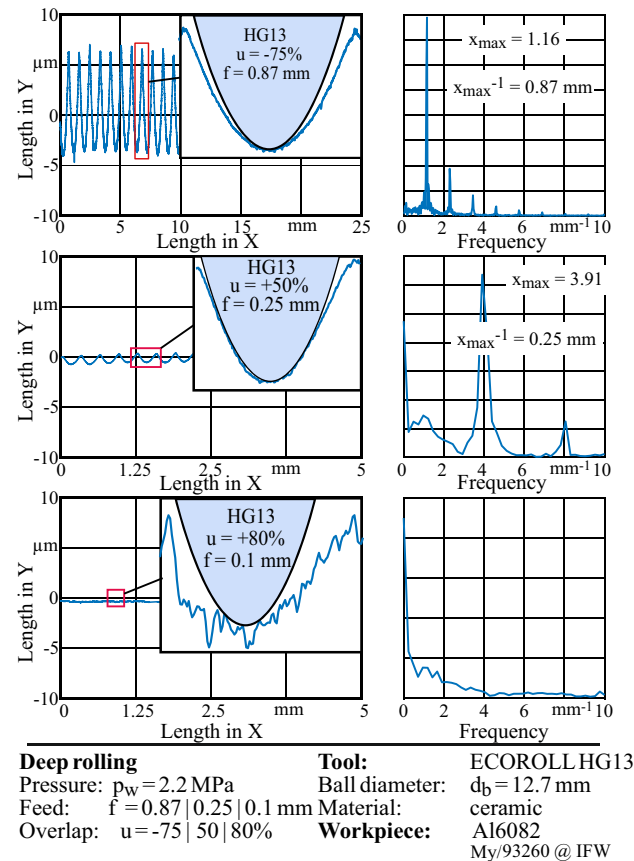 10
μm
0
-5
-10
Length in Y
0 5 10 15 mm 25
Length in X
HG13
u = -75%
f = 0.87 mm
xmax = 1.16
xmax-1 = 0.87 mm
0 2 4 6 mm-1 10
Frequency
10
μm
0
-5
-10
Length in Y
0 1.25 2.5 mm 5
Length in X
HG13
u = +50%
f = 0.25 mm
xmax = 3.91
xmax-1 = 0.25 mm
0 2 4 6 mm-1 10
Frequency
10
μm
0
-5
-10
Length in Y
0 1.25 2.5 mm 5
Length in X
HG13
u = +80%
f = 0.1 mm
0 2 4 6 mm-1 10
Frequency
Deep rolling Tool: ECOROLL HG13
Pressure: pw = 2.2 MPa Ball diameter: db = 12.7 mm
Feed: f = 0.87 | 0.25 | 0.1 mm Material: ceramic
Overlap: u = -75 | 50 | 80% Workpiece: Al6082
My/93260 @ IFW